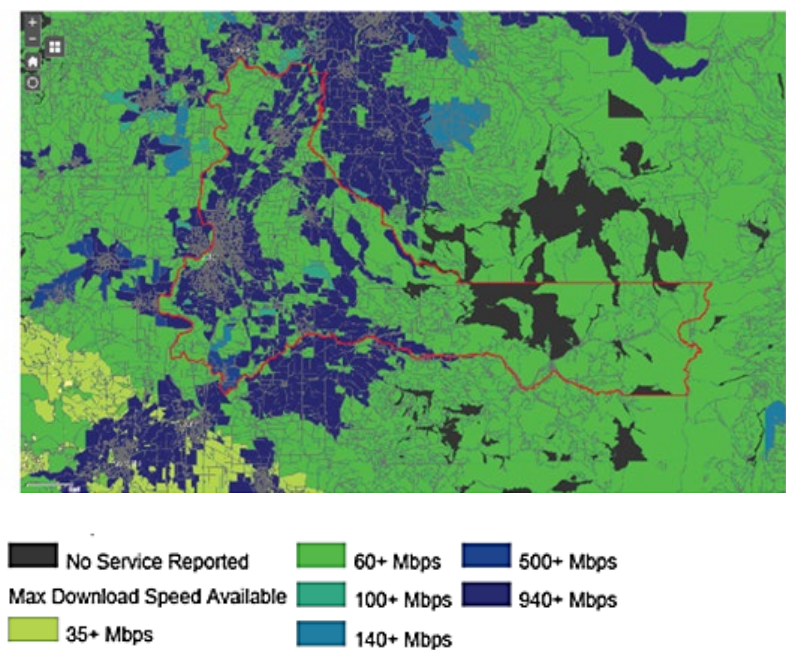 +
−
No Service Reported
Max Download Speed Available
35+ Mbps
60+ Mbps
100+ Mbps
140+ Mbps
500+ Mbps
940+ Mbps